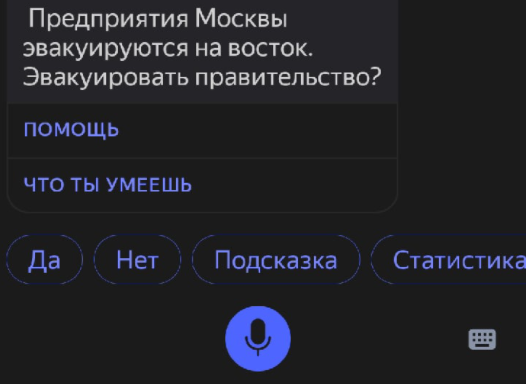 Предприятия Москвы
эвакуируются на восток.
Эвакуировать правительство?
ПОМОЩЬ
ЧТО ТЫ УМЕЕШЬ
Да Нет Подсказка Статистика